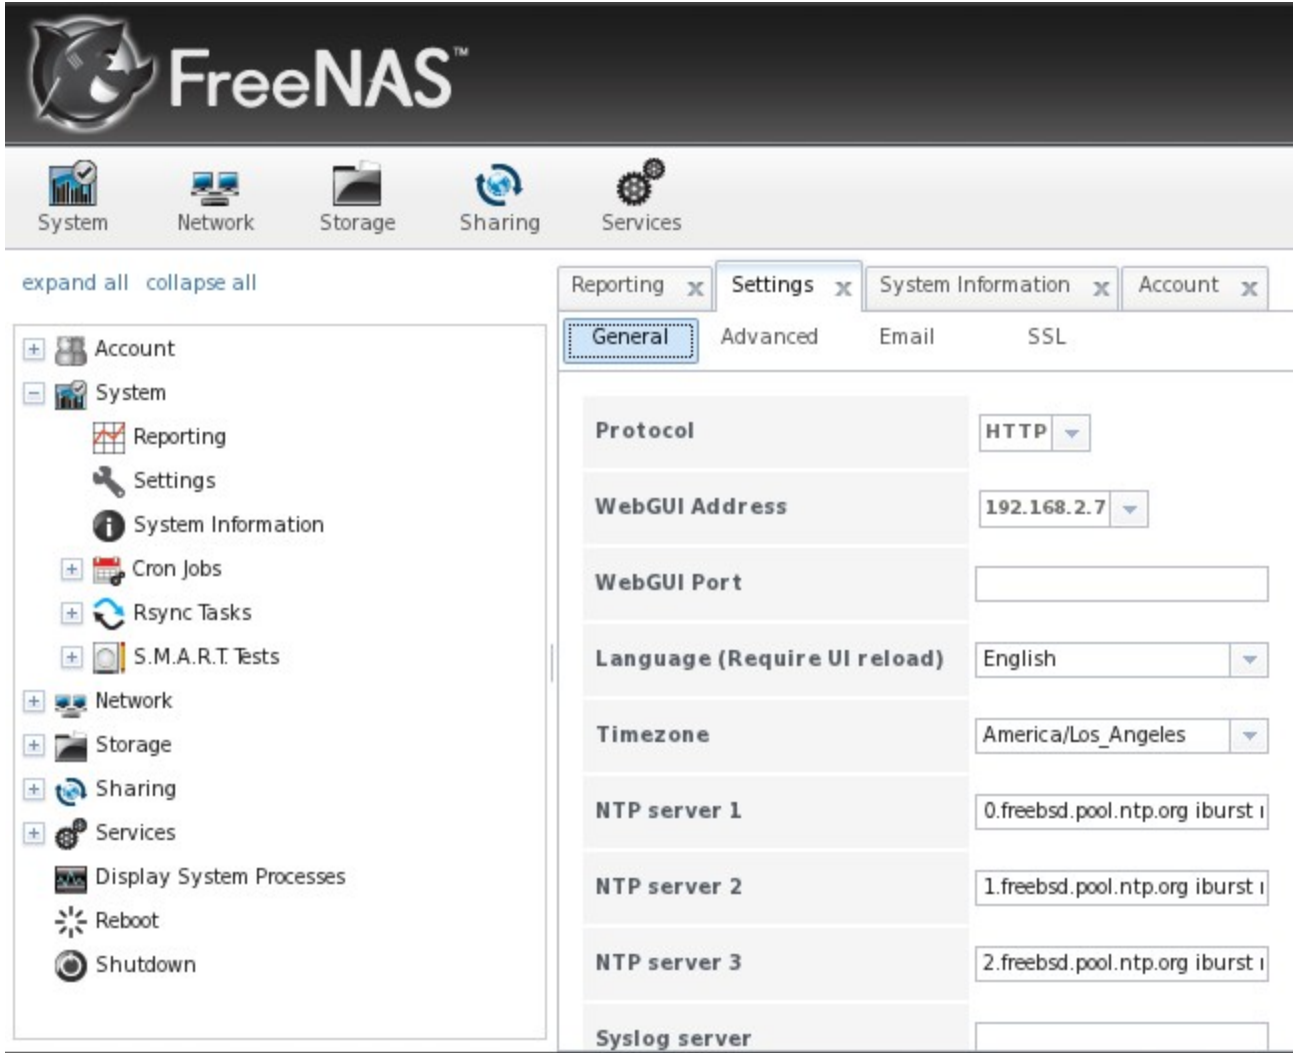 FreeNAS™
System Network Storage Sharing Services
expand all collapse all
Reporting x Settings x System Information x Account x
General Advanced Email SSL
Account
System
Reporting
Settings
System Information
Cron Jobs
Rsync Tasks
S.M.A.R.T. Tests
Network
Storage
Sharing
Services
Display System Processes
Reboot
Shutdown
Protocol HTTP
WebGUI Address 192.168.2.7
WebGUI Port
Language (Require UI reload) English
Timezone America/Los_Angeles
NTP server 1 0.freebsd.pool.ntp.org iburst
NTP server 2 1.freebsd.pool.ntp.org iburst
NTP server 3 2.freebsd.pool.ntp.org iburst
Syslog server